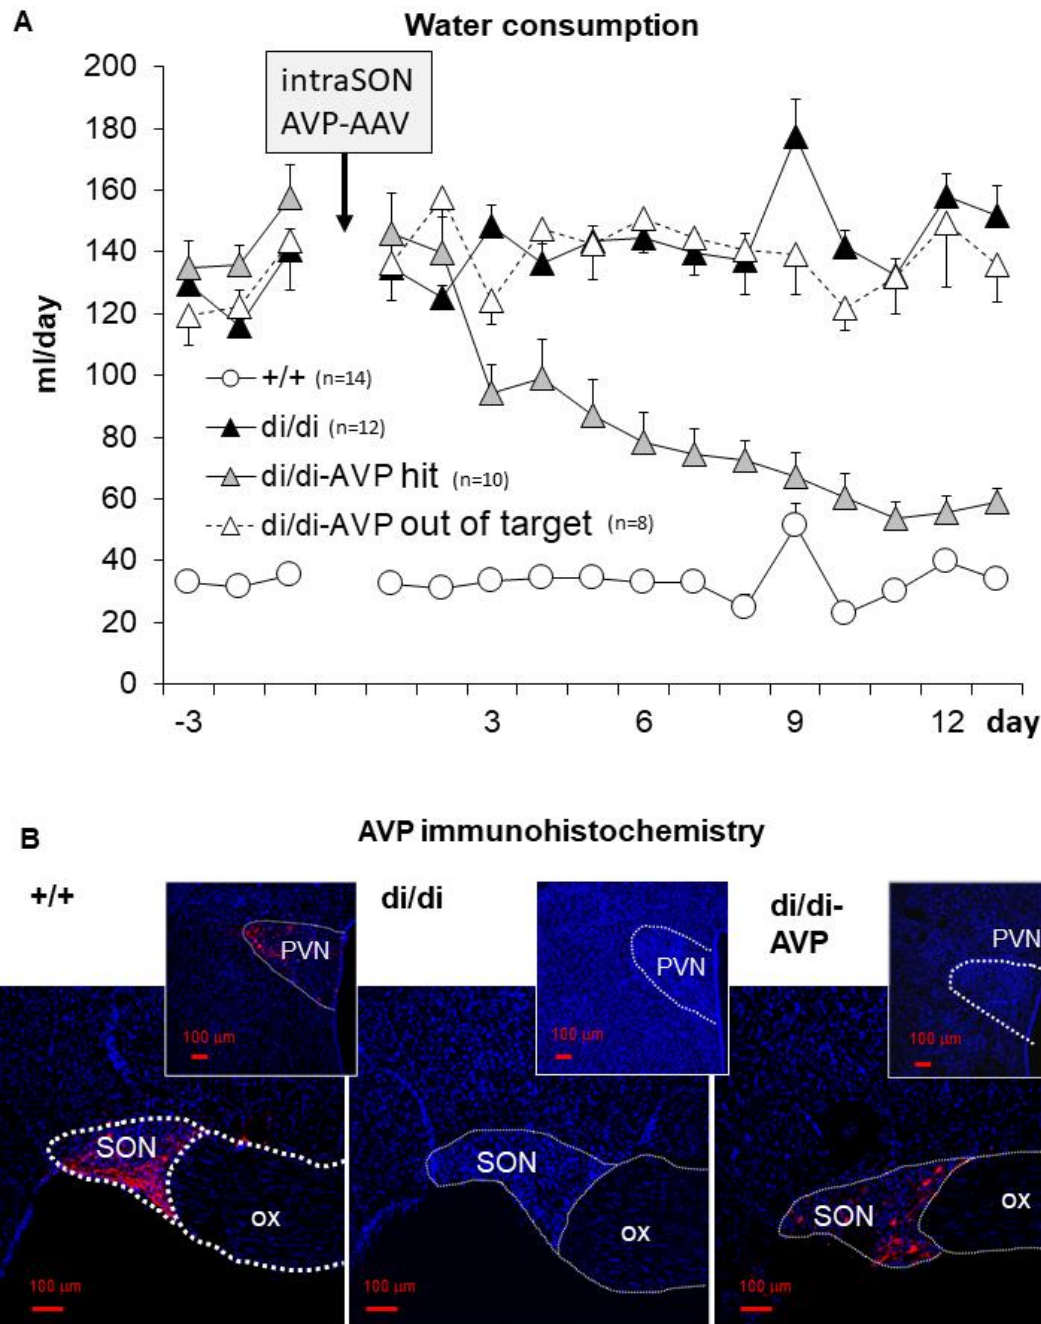 A
Water consumption
200
180
160
140
120
100
80
60
40
20
0
ml/day
intraSON
AVP-AAV
+/+ (n=14)
di/di (n=12)
di/di-AVP hit (n=10)
di/di-AVP out of target (n=8)
-3 3 6 9 12 day
B
AVP immunohistochemistry
+/+
di/di
di/di-
AVP
PVN
100 µm
PVN
100 µm
PVN
100 µm
SON
ox
100 µm
SON
ox
100 µm
SON
ox
100 µm